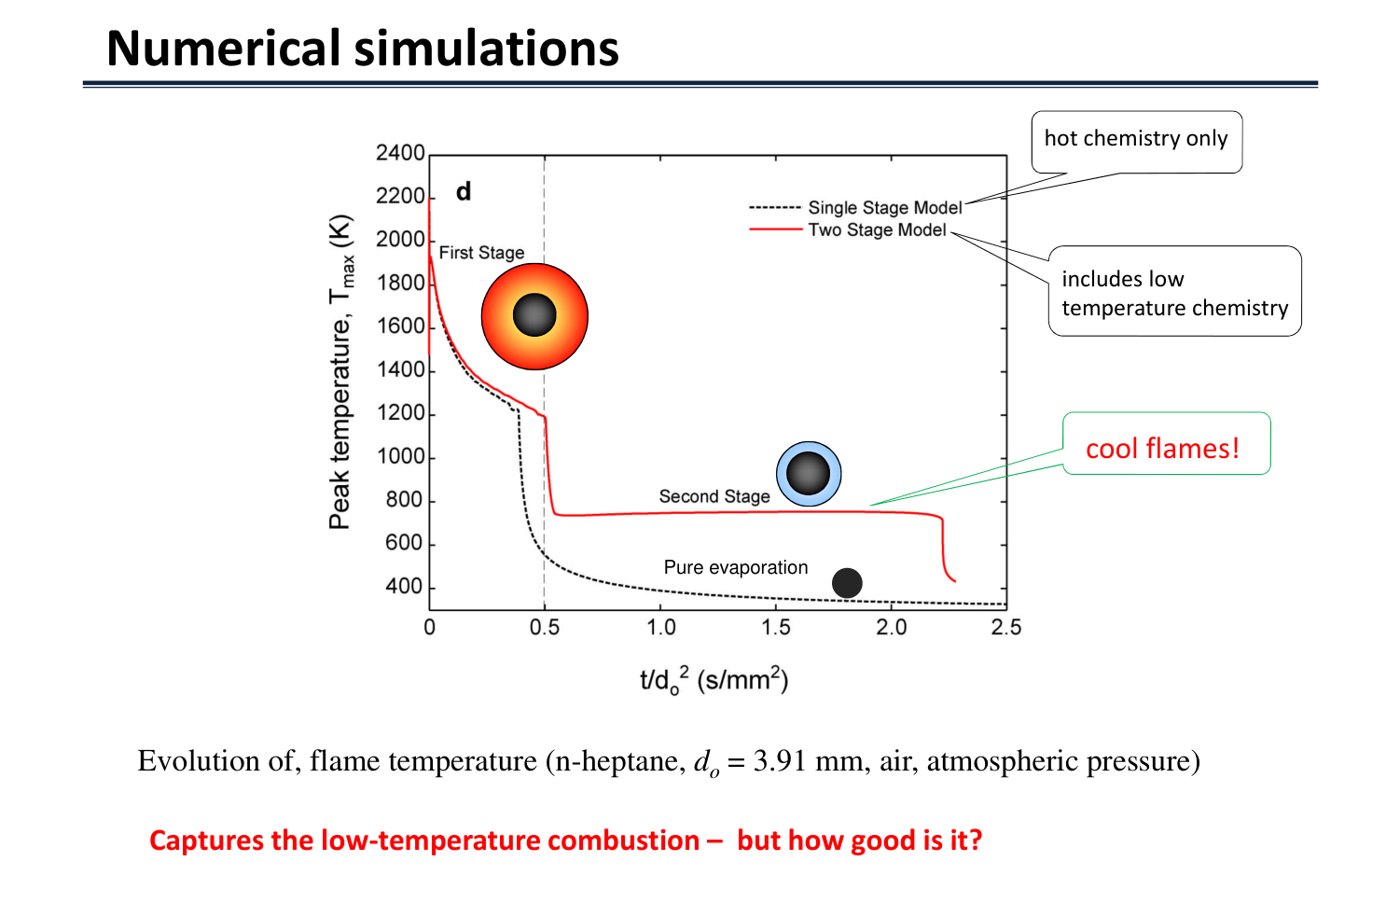 Numerical simulations
hot chemistry only
2400
2200
2000
1800
1600
1400
1200
1000
800
600
400
Peak temperature, Tmax (K)
d
Single Stage Model
Two Stage Model
First Stage
includes low
temperature chemistry
cool flames!
Second Stage
Pure evaporation
0 0.5 1.0 1.5 2.0 2.5
t/do2 (s/mm2)
Evolution of, flame temperature (n-heptane, do = 3.91 mm, air, atmospheric pressure)
Captures the low-temperature combustion – but how good is it?